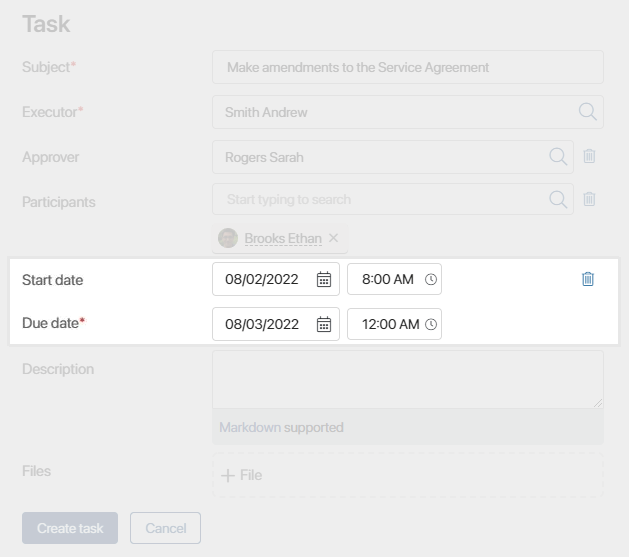 Task
Subject* Make amendments to the Service Agreement
Executor* Smith Andrew
Approver Rogers Sarah
Participants Start typing to search
Brooks Ethan
Start date 08/02/2022 8:00 AM
Due date* 08/03/2022 12:00 AM
Description
Markdown supported
Files + File
Create task Cancel